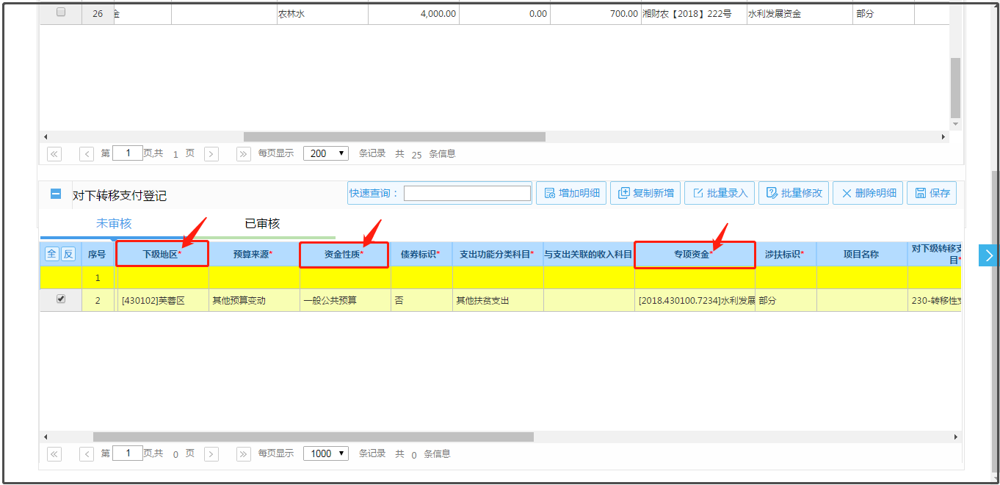 26 金 农林水 4,000.00 0.00 700.00 湘财农【2018】222号 水利发展资金 部分
第 1 页,共 1 页 每页显示 200 条记录 共 25 条信息
对下转移支付登记 快速查询： 增加明细 复制新增 批量录入 批量修改 删除明细 保存
未审核 已审核
全 反 序号 下级地区* 预算来源* 资金性质* 债券标识* 支出功能分类科目* 与支出关联的收入科目 专项资金* 涉扶标识* 项目名称 对下级转移支
目*
1
2 [430102]芙蓉区 其他预算变动 一般公共预算 否 其他扶贫支出 [2018.430100.7234]水利发展 部分 230-转移性支
第 1 页,共 0 页 每页显示 1000 条记录 共 0 条信息